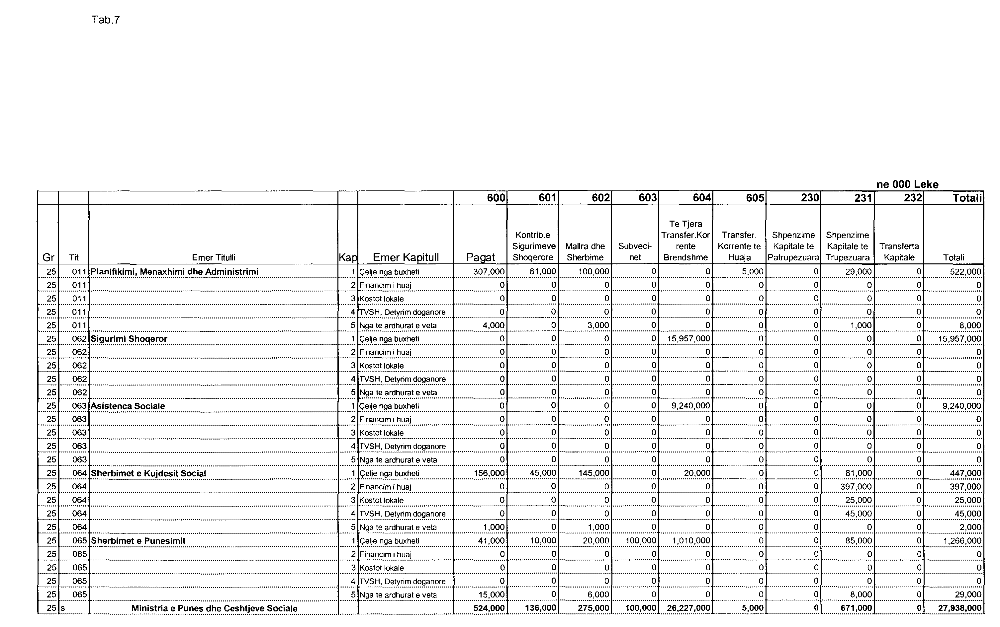 Tab.7
ne 000 Leke
600 601 602 603 604 605 230 231 232 Totali
Gr Tit Emer Titulli Kap Emer Kapitull Pagat Kontrib.e Sigurimeve Shoqerore Mallra dhe Sherbime Subveci-net Te Tjera Transfer.Kor rente Brendshme Transfer. Korrente te Huaja Shpenzime Kapitale te Patrupezuara Shpenzime Kapitale te Trupezuara Transferta Kapitale Totali
25 011 Planifikimi, Menaxhimi dhe Administrimi 1 Çelje nga buxheti 307,000 81,000 100,000 0 0 5,000 0 29,000 0 522,000
25 011 2 Financim i huaj 0 0 0 0 0 0 0 0 0 0
25 011 3 Kostot lokale 0 0 0 0 0 0 0 0 0 0
25 011 4 TVSH, Detyrim doganore 0 0 0 0 0 0 0 0 0 0
25 011 5 Nga te ardhurat e veta 4,000 0 3,000 0 0 0 0 1,000 0 8,000
25 062 Sigurimi Shoqeror 1 Çelje nga buxheti 0 0 0 0 15,957,000 0 0 0 0 15,957,000
25 062 2 Financim i huaj 0 0 0 0 0 0 0 0 0 0
25 062 3 Kostot lokale 0 0 0 0 0 0 0 0 0 0
25 062 4 TVSH, Detyrim doganore 0 0 0 0 0 0 0 0 0 0
25 062 5 Nga te ardhurat e veta 0 0 0 0 0 0 0 0 0 0
25 063 Asistenca Sociale 1 Çelje nga buxheti 0 0 0 0 9,240,000 0 0 0 0 9,240,000
25 063 2 Financim i huaj 0 0 0 0 0 0 0 0 0 0
25 063 3 Kostot lokale 0 0 0 0 0 0 0 0 0 0
25 063 4 TVSH, Detyrim doganore 0 0 0 0 0 0 0 0 0 0
25 063 5 Nga te ardhurat e veta 0 0 0 0 0 0 0 0 0 0
25 064 Sherbimet e Kujdesit Social 1 Çelje nga buxheti 156,000 45,000 145,000 0 20,000 0 0 81,000 0 447,000
25 064 2 Financim i huaj 0 0 0 0 0 0 0 397,000 0 397,000
25 064 3 Kostot lokale 0 0 0 0 0 0 0 25,000 0 25,000
25 064 4 TVSH, Detyrim doganore 0 0 0 0 0 0 0 45,000 0 45,000
25 064 5 Nga te ardhurat e veta 1,000 0 1,000 0 0 0 0 0 0 2,000
25 065 Sherbimet e Punesimit 1 Çelje nga buxheti 41,000 10,000 20,000 100,000 1,010,000 0 0 85,000 0 1,266,000
25 065 2 Financim i huaj 0 0 0 0 0 0 0 0 0 0
25 065 3 Kostot lokale 0 0 0 0 0 0 0 0 0 0
25 065 4 TVSH, Detyrim doganore 0 0 0 0 0 0 0 0 0 0
25 065 5 Nga te ardhurat e veta 15,000 0 6,000 0 0 0 0 8,000 0 29,000
25 s Ministria e Punes dhe Ceshtjeve Sociale 524,000 136,000 275,000 100,000 26,227,000 5,000 0 671,000 0 27,938,000